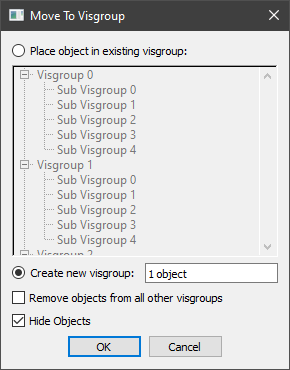 Move To Visgroup
Place object in existing visgroup:
Visgroup 0
Sub Visgroup 0
Sub Visgroup 1
Sub Visgroup 2
Sub Visgroup 3
Sub Visgroup 4
Visgroup 1
Sub Visgroup 0
Sub Visgroup 1
Sub Visgroup 2
Sub Visgroup 3
Sub Visgroup 4
Visgroup 2
Create new visgroup: 1 object
Remove objects from all other visgroups
Hide Objects
OK Cancel